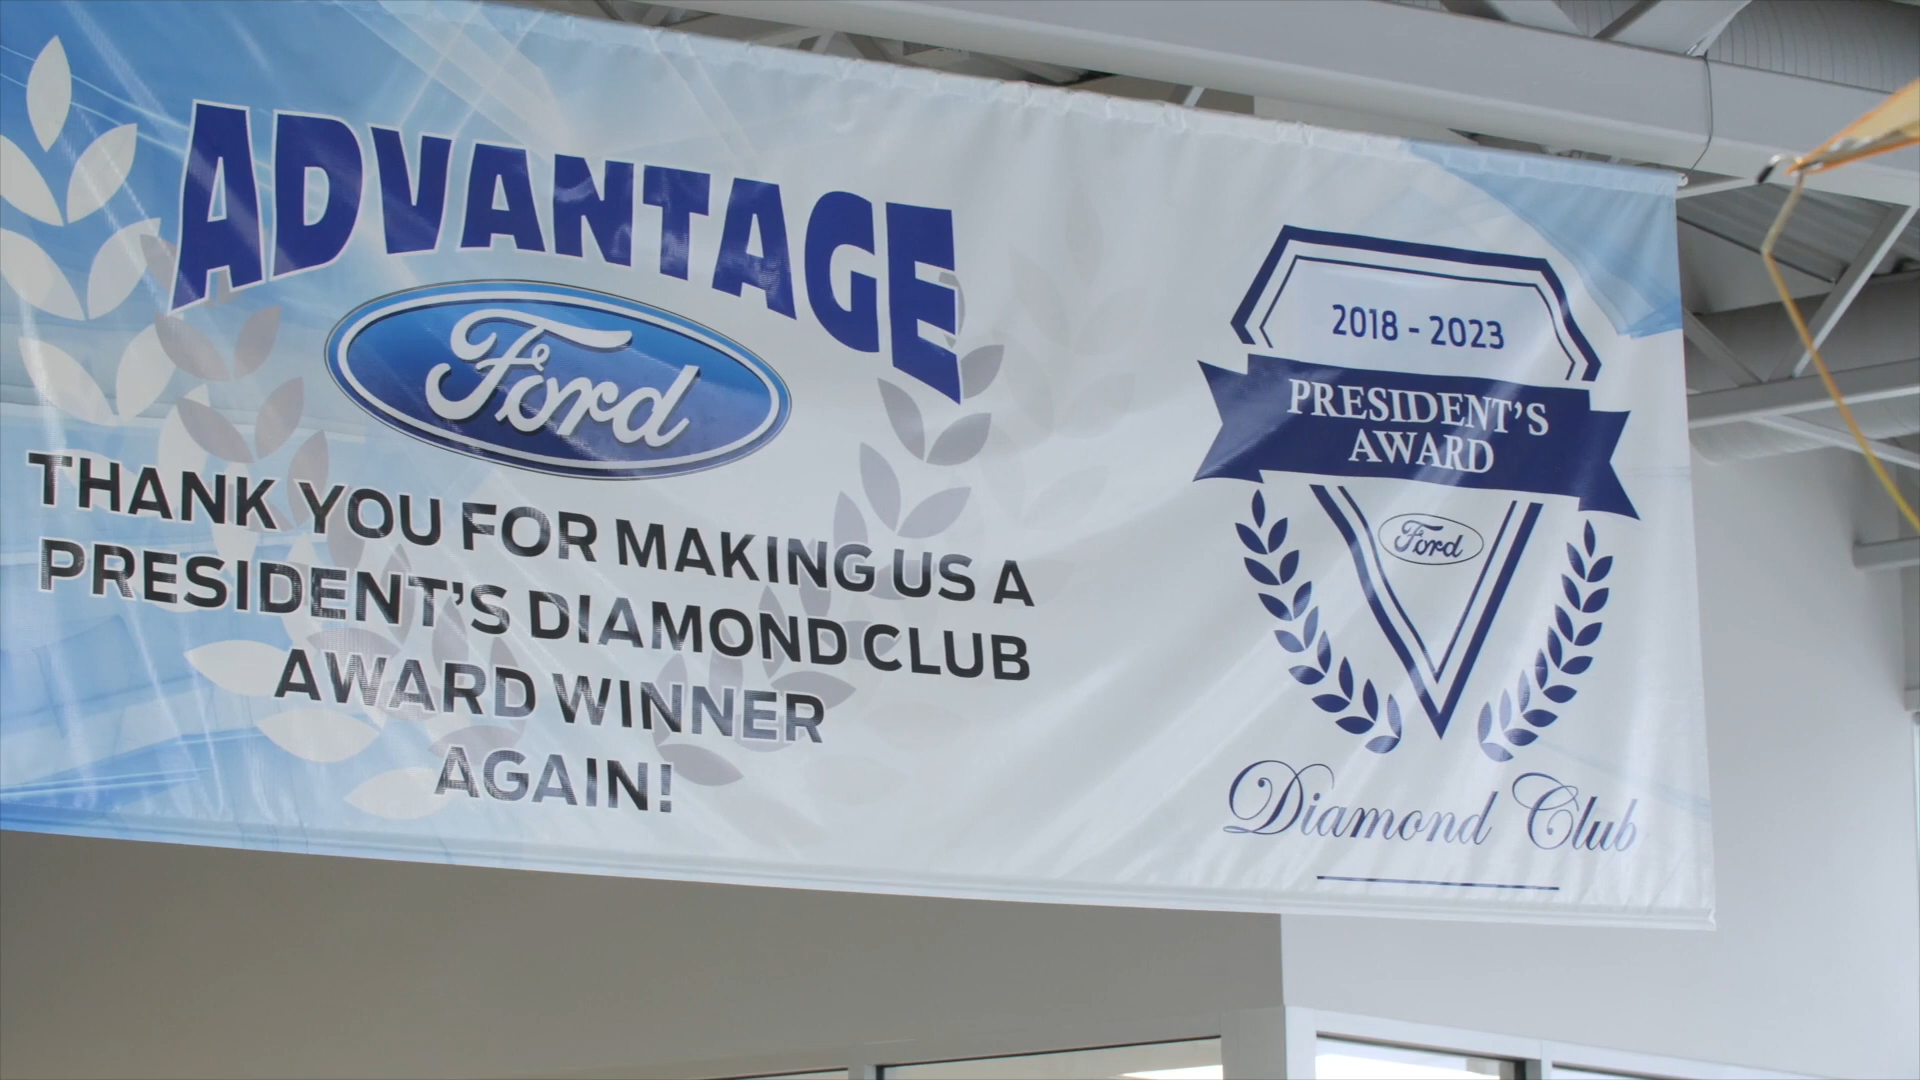 ADVANTAGE
Ford
THANK YOU FOR MAKING US A
PRESIDENT'S DIAMOND CLUB
AWARD WINNER
AGAIN!
2018 - 2023
PRESIDENT'S
AWARD
Ford
Diamond Club